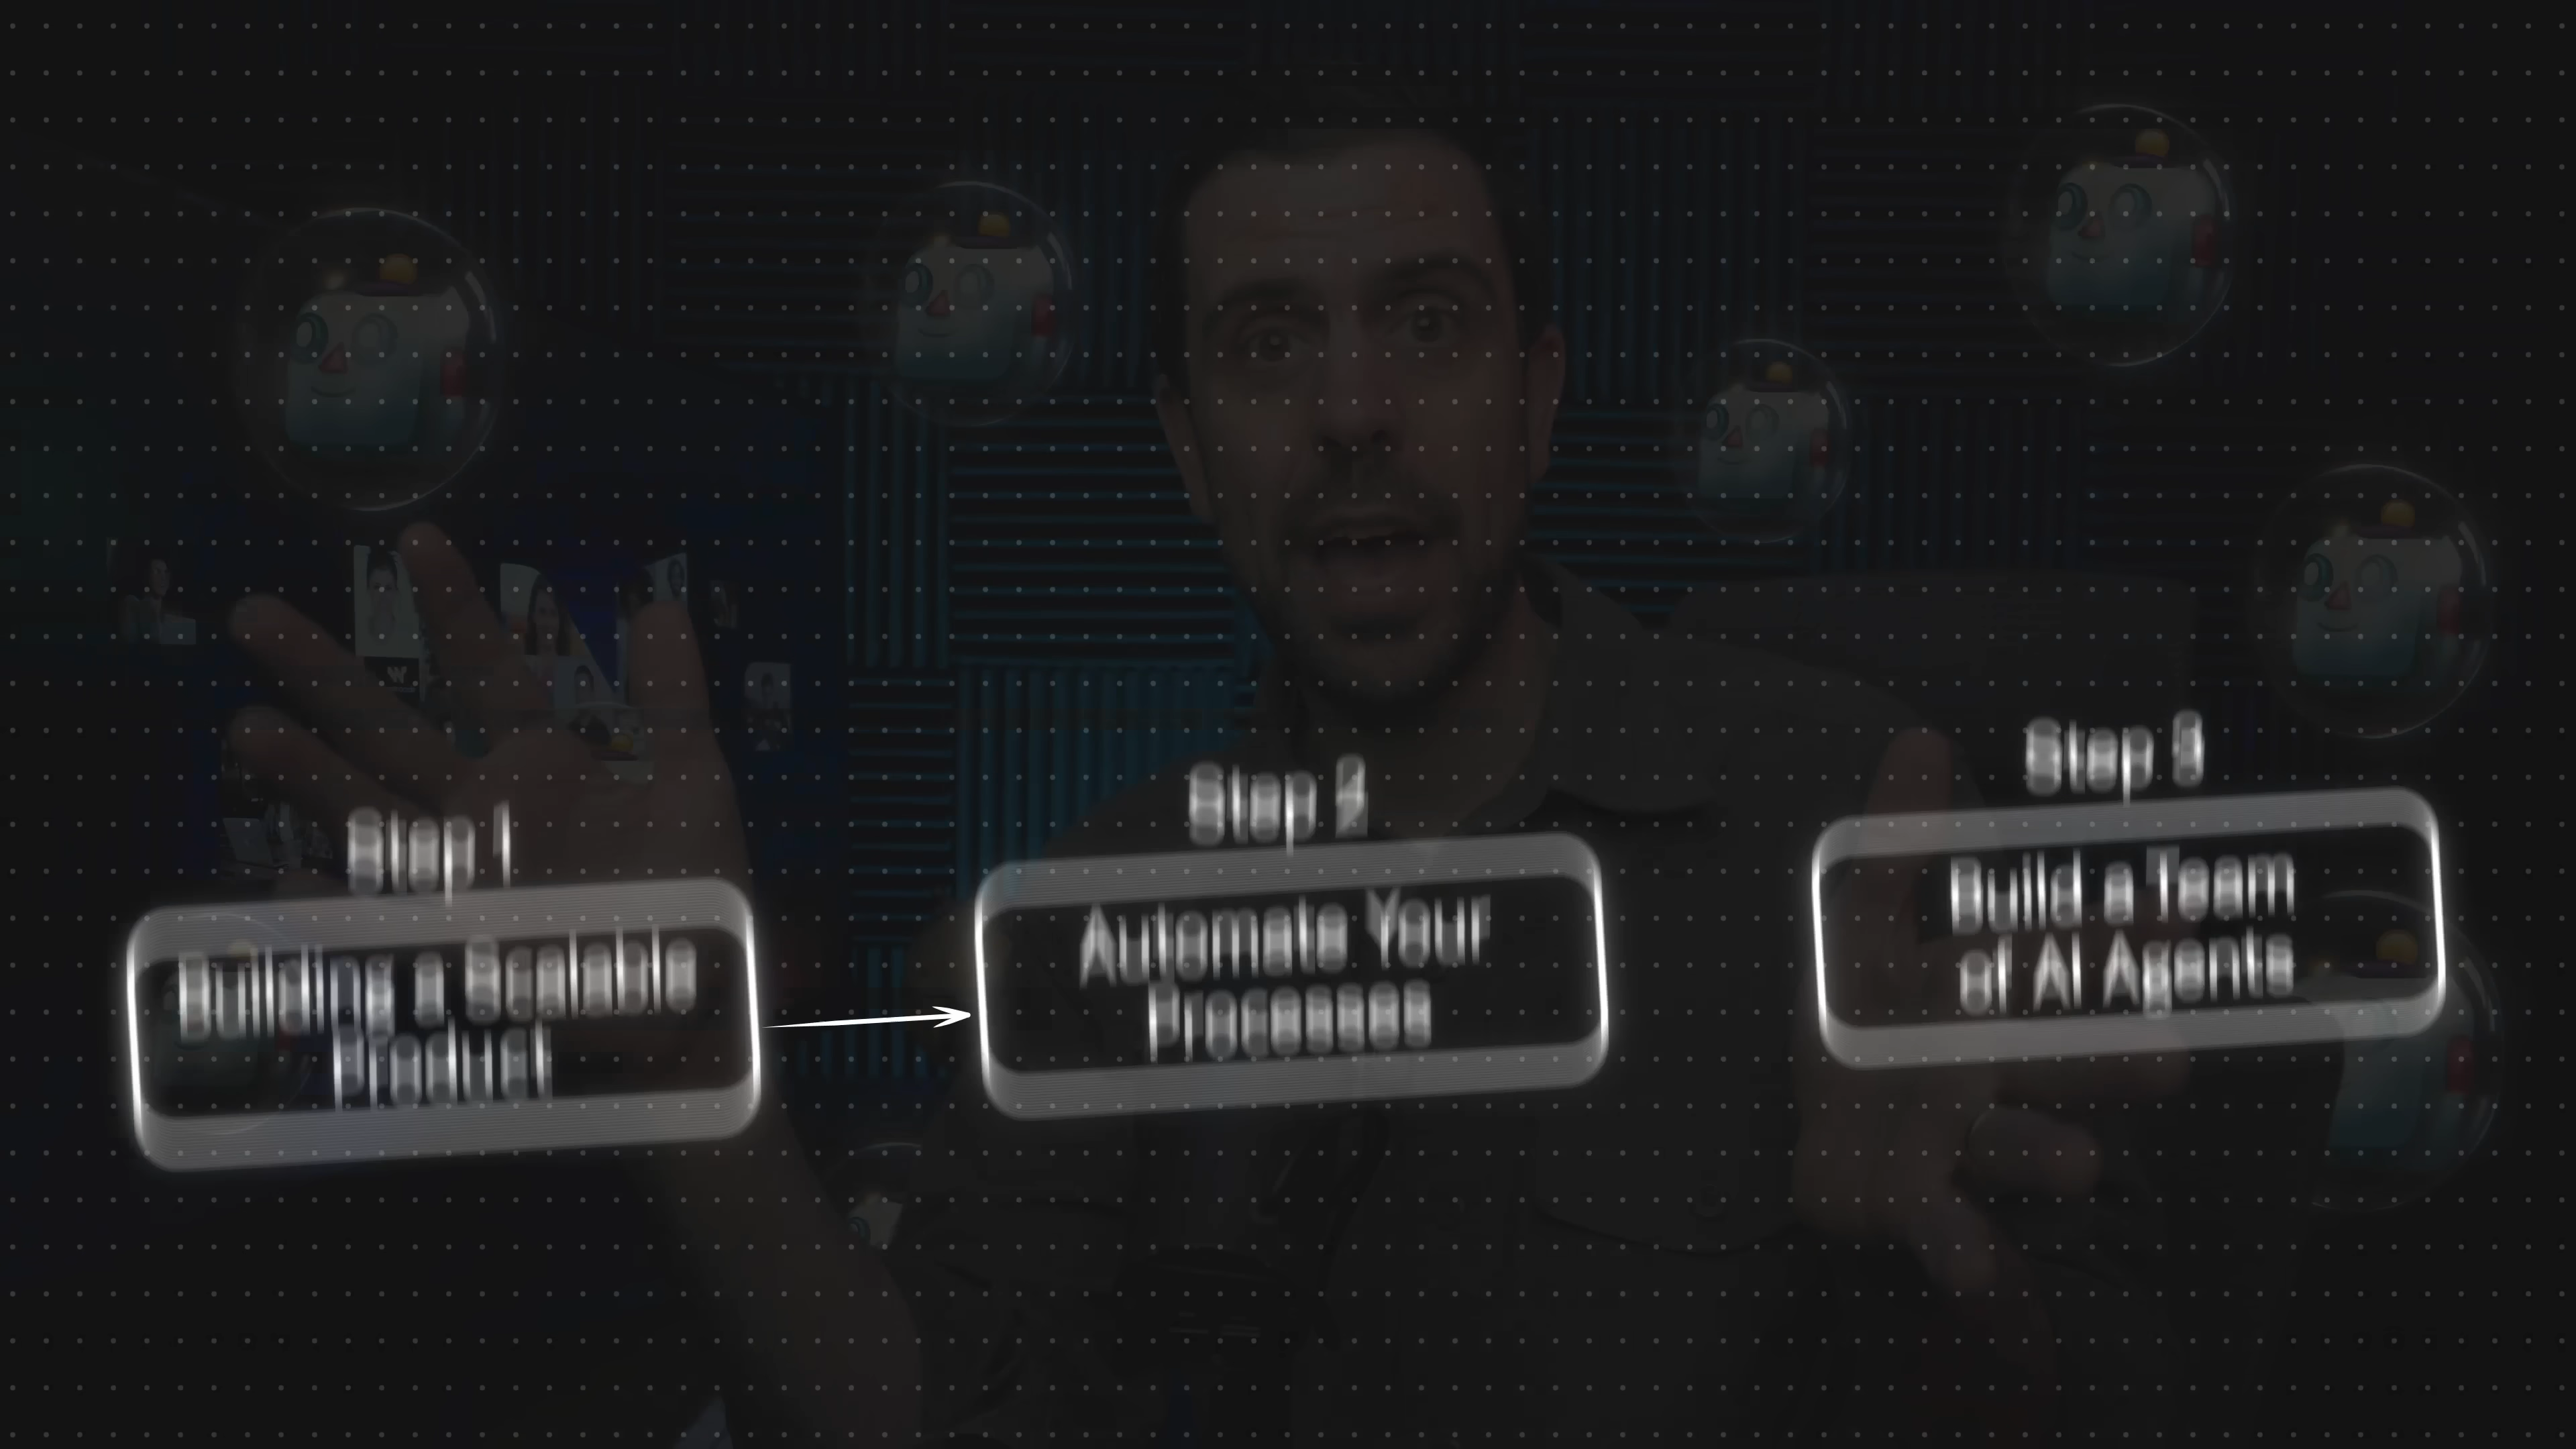 Step 1
Building a Scalable
Product
Step 2
Automate Your
Processes
Step 3
Build a Team
of AI Agents
W